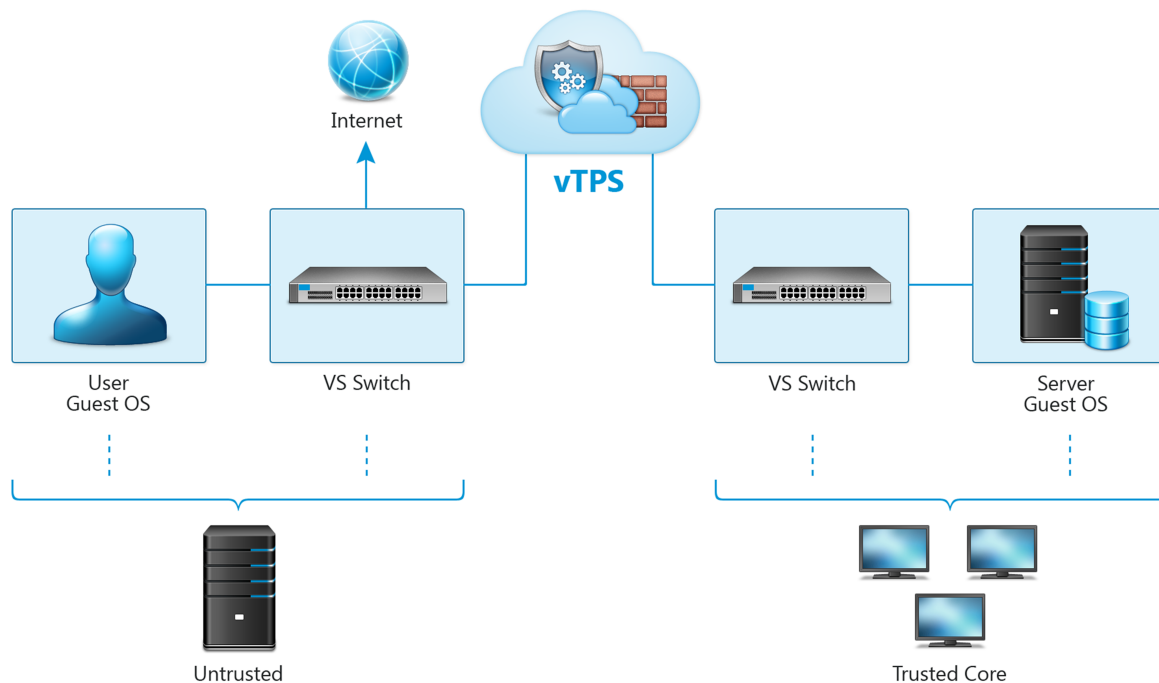 Internet
vTPS
User
Guest OS
VS Switch
VS Switch
Server
Guest OS
Untrusted
Trusted Core